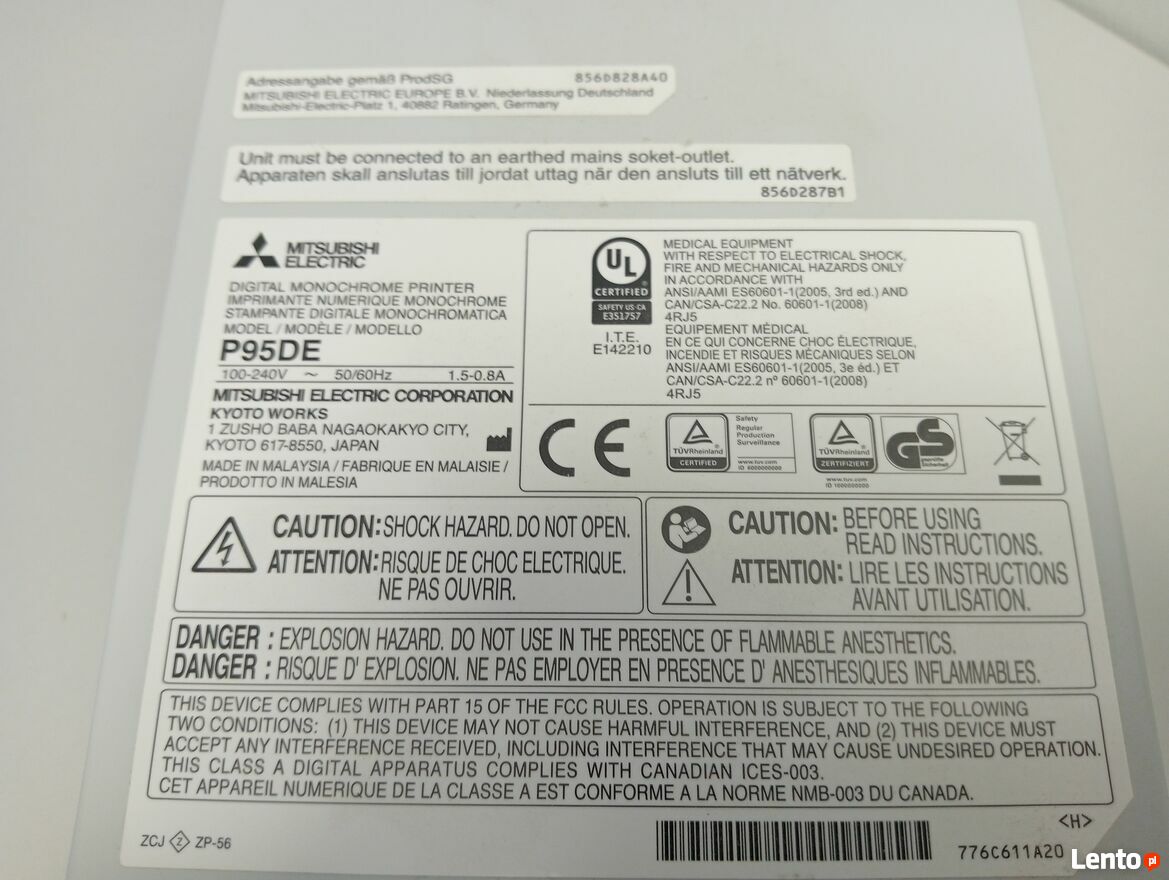 Adressangabe gemäß ProdSG 856D828A40
MITSUBISHI ELECTRIC EUROPE B.V. Niederlassung Deutschland
Mitsubishi-Electric-Platz 1, 40882 Ratingen, Germany
Unit must be connected to an earthed mains soket-outlet.
Apparaten skall anslutas till jordat uttag när den ansluts till ett nätverk.
856D287B1
MITSUBISHI
ELECTRIC
DIGITAL MONOCHROME PRINTER
IMPRIMANTE NUMERIQUE MONOCHROME
STAMPANTE DIGITALE MONOCHROMATICA
MODEL / MODÈLE / MODELLO
P95DE
100-240V ~ 50/60Hz 1.5-0.8A
MITSUBISHI ELECTRIC CORPORATION
KYOTO WORKS
1 ZUSHO BABA NAGAOKAKYO CITY,
KYOTO 617-8550, JAPAN
MADE IN MALAYSIA / FABRIQUE EN MALAISIE /
PRODOTTO IN MALESIA
UL
CERTIFIED
SAFETY US-CA
E351757
I.T.E.
E142210
MEDICAL EQUIPMENT
WITH RESPECT TO ELECTRICAL SHOCK,
FIRE AND MECHANICAL HAZARDS ONLY
IN ACCORDANCE WITH
ANSI/AAMI ES60601-1(2005, 3rd ed.) AND
CAN/CSA-C22.2 No. 60601-1(2008)
4RJ5
EQUIPEMENT MÉDICAL
EN CE QUI CONCERNE CHOC ÉLECTRIQUE,
INCENDIE ET RISQUES MÉCANIQUES SELON
ANSI/AAMI ES60601-1(2005, 3e éd.) ET
CAN/CSA-C22.2 nº 60601-1(2008)
4RJ5
CE
TÜVRheinland
CERTIFIED
Safety
Regular
Production
Surveillance
www.tuv.com
TÜVRheinland
ZERTIFIZIERT
GS
geprüfte
Sicherheit
www.tuv.com
CAUTION: SHOCK HAZARD. DO NOT OPEN.
ATTENTION: RISQUE DE CHOC ELECTRIQUE.
NE PAS OUVRIR.
CAUTION: BEFORE USING
READ INSTRUCTIONS.
ATTENTION: LIRE LES INSTRUCTIONS
AVANT UTILISATION.
DANGER : EXPLOSION HAZARD. DO NOT USE IN THE PRESENCE OF FLAMMABLE ANESTHETICS.
DANGER : RISQUE D' EXPLOSION. NE PAS EMPLOYER EN PRESENCE D' ANESTHESIQUES INFLAMMABLES.
THIS DEVICE COMPLIES WITH PART 15 OF THE FCC RULES. OPERATION IS SUBJECT TO THE FOLLOWING
TWO CONDITIONS: (1) THIS DEVICE MAY NOT CAUSE HARMFUL INTERFERENCE, AND (2) THIS DEVICE MUST
ACCEPT ANY INTERFERENCE RECEIVED, INCLUDING INTERFERENCE THAT MAY CAUSE UNDESIRED OPERATION.
THIS CLASS A DIGITAL APPARATUS COMPLIES WITH CANADIAN ICES-003.
CET APPAREIL NUMERIQUE DE LA CLASSE A EST CONFORME A LA NORME NMB-003 DU CANADA.
ZCJ Z ZP-56
<H>
776C611A20
Lento pl